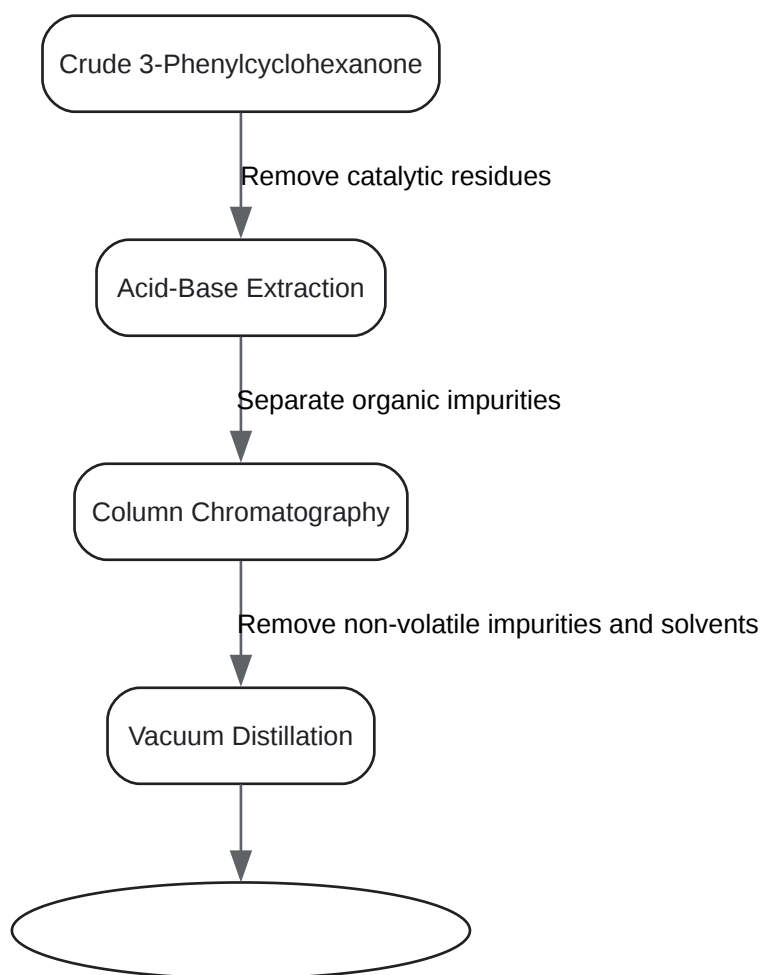 Crude 3-Phenylcyclohexanone
Remove catalytic residues
Acid-Base Extraction
Separate organic impurities
Column Chromatography
Remove non-volatile impurities and solvents
Vacuum Distillation